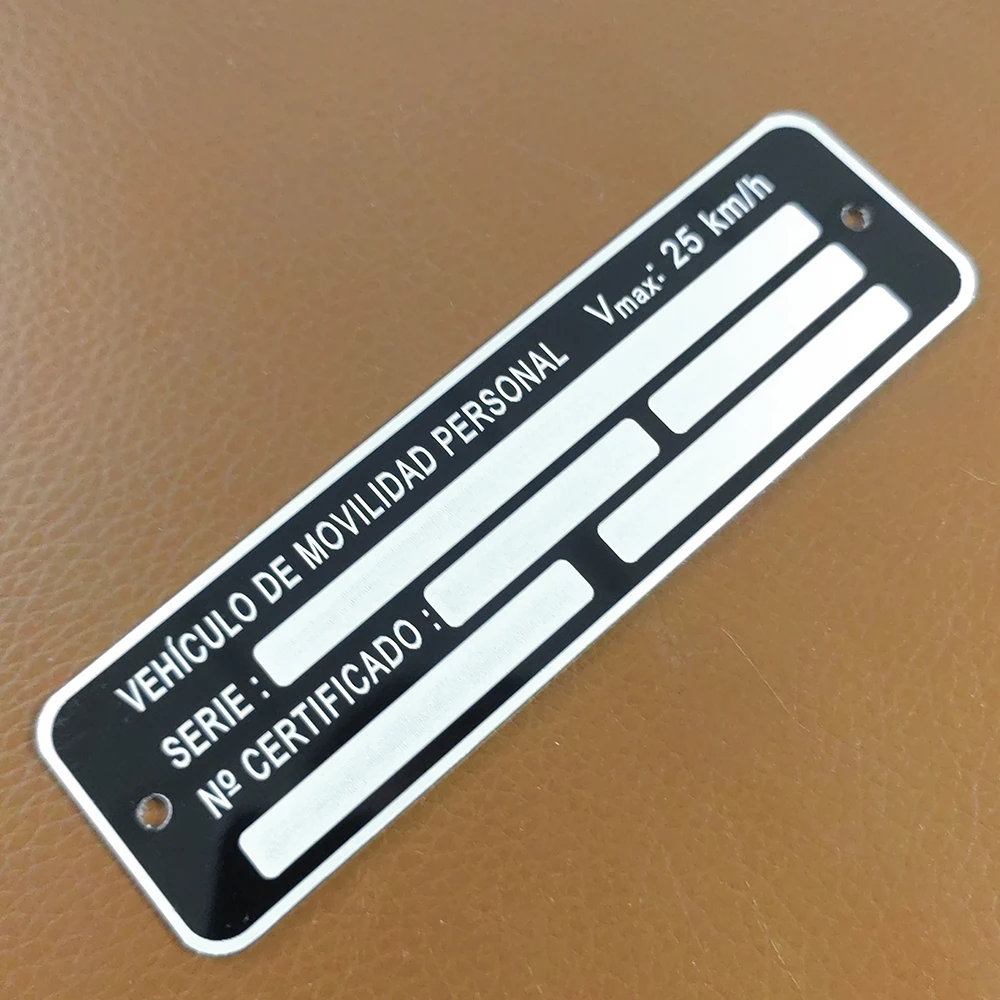 VEHÍCULO DE MOVILIDAD PERSONAL Vmax: 25 km/h
SERIE :
Nº CERTIFICADO :